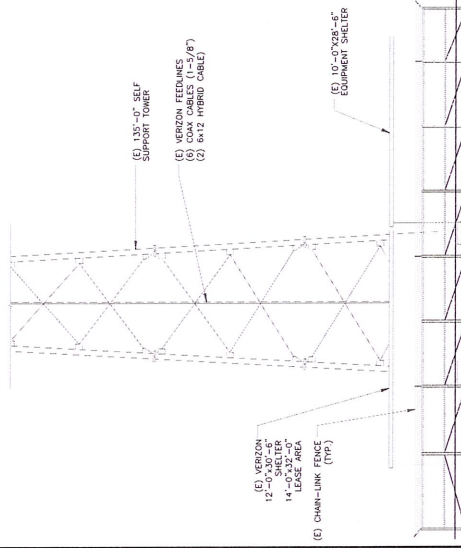 (E) 135'-0" SELF
SUPPORT TOWER
(E) VERIZON FEEDLINES
(6) COAX CABLES (1-5/8")
(2) 6x12 HYBRID CABLE)
(E) 10'-0"X28'-6"
EQUIPMENT SHELTER
(E) VERIZON
12'-0"x30'-6"
SHELTER
14'-0"x32'-0"
LEASE AREA
(E) CHAIN-LINK FENCE
(TYP.)